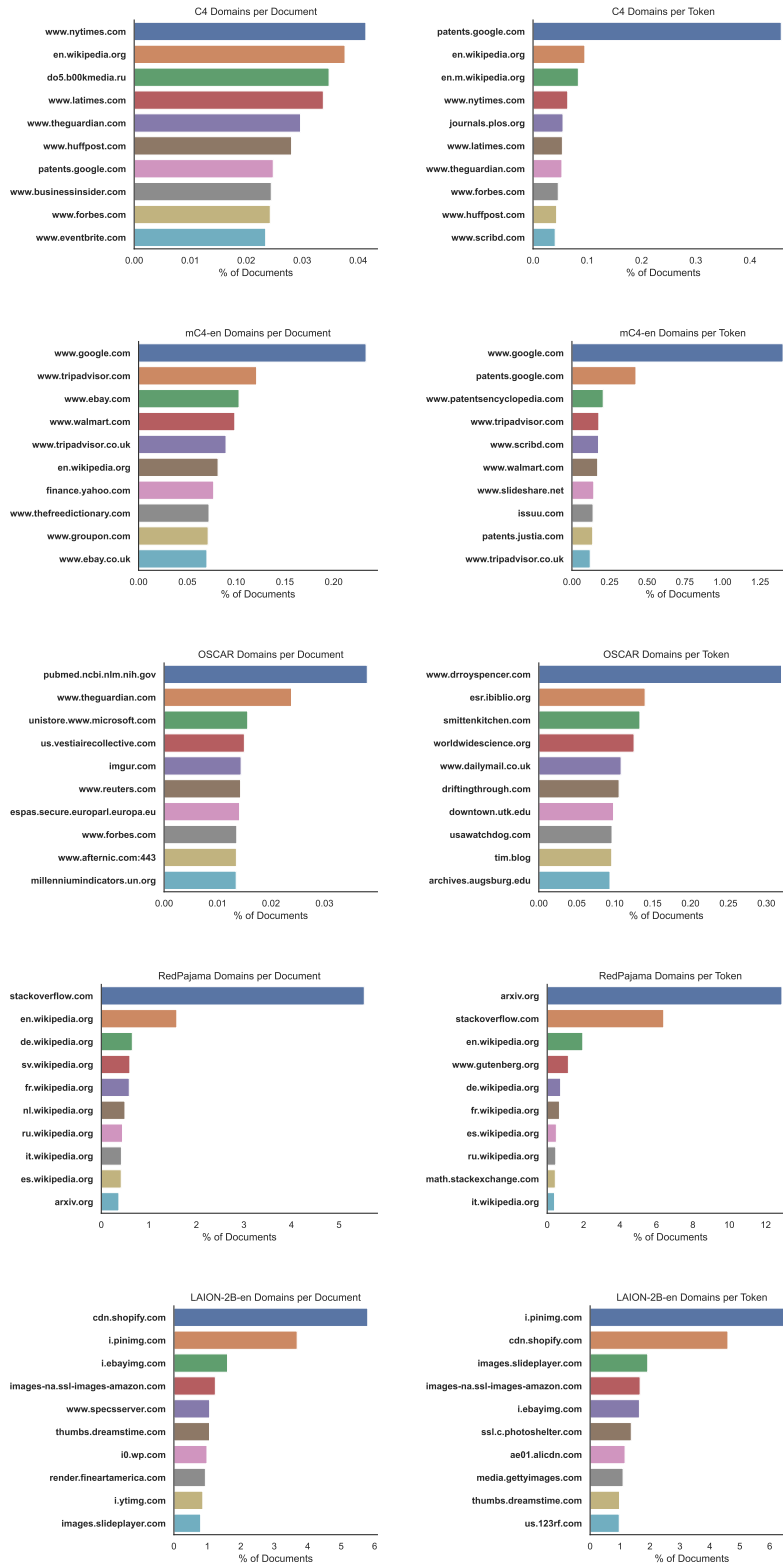 C4 Domains per Document
www.nytimes.com
en.wikipedia.org
do5.b00kmedia.ru
www.latimes.com
www.theguardian.com
www.huffpost.com
patents.google.com
www.businessinsider.com
www.forbes.com
www.eventbrite.com
0.00 0.01 0.02 0.03 0.04
% of Documents
C4 Domains per Token
patents.google.com
en.wikipedia.org
en.m.wikipedia.org
www.nytimes.com
journals.plos.org
www.latimes.com
www.theguardian.com
www.forbes.com
www.huffpost.com
www.scribd.com
0.0 0.1 0.2 0.3 0.4
% of Documents
mC4-en Domains per Document
www.google.com
www.tripadvisor.com
www.ebay.com
www.walmart.com
www.tripadvisor.co.uk
en.wikipedia.org
finance.yahoo.com
www.thefreedictionary.com
www.groupon.com
www.ebay.co.uk
0.00 0.05 0.10 0.15 0.20
% of Documents
mC4-en Domains per Token
www.google.com
patents.google.com
www.patentsencyclopedia.com
www.tripadvisor.com
www.scribd.com
www.walmart.com
www.slideshare.net
issuu.com
patents.justia.com
www.tripadvisor.co.uk
0.00 0.25 0.50 0.75 1.00 1.25
% of Documents
OSCAR Domains per Document
pubmed.ncbi.nlm.nih.gov
www.theguardian.com
unistore.www.microsoft.com
us.vestiairecollective.com
imgur.com
www.reuters.com
espas.secure.europarl.europa.eu
www.forbes.com
www.afternic.com:443
millenniumindicators.un.org
0.00 0.01 0.02 0.03
% of Documents
OSCAR Domains per Token
www.drroyspencer.com
esr.ibiblio.org
smittenkitchen.com
worldwidescience.org
www.dailymail.co.uk
driftingthrough.com
downtown.utk.edu
usawatchdog.com
tim.blog
archives.augsburg.edu
0.00 0.05 0.10 0.15 0.20 0.25 0.30
% of Documents
RedPajama Domains per Document
stackoverflow.com
en.wikipedia.org
de.wikipedia.org
sv.wikipedia.org
fr.wikipedia.org
nl.wikipedia.org
ru.wikipedia.org
it.wikipedia.org
es.wikipedia.org
arxiv.org
0 1 2 3 4 5
% of Documents
RedPajama Domains per Token
arxiv.org
stackoverflow.com
en.wikipedia.org
www.gutenberg.org
de.wikipedia.org
fr.wikipedia.org
es.wikipedia.org
ru.wikipedia.org
math.stackexchange.com
it.wikipedia.org
0 2 4 6 8 10 12
% of Documents
LAION-2B-en Domains per Document
cdn.shopify.com
i.pinimg.com
i.ebayimg.com
images-na.ssl-images-amazon.com
www.specsserver.com
thumbs.dreamstime.com
i0.wp.com
render.fineartamerica.com
i.ytimg.com
images.slideplayer.com
0 1 2 3 4 5 6
% of Documents
LAION-2B-en Domains per Token
i.pinimg.com
cdn.shopify.com
images.slideplayer.com
images-na.ssl-images-amazon.com
i.ebayimg.com
ssl.c.photoshelter.com
ae01.alicdn.com
media.gettyimages.com
thumbs.dreamstime.com
us.123rf.com
0 1 2 3 4 5 6
% of Documents